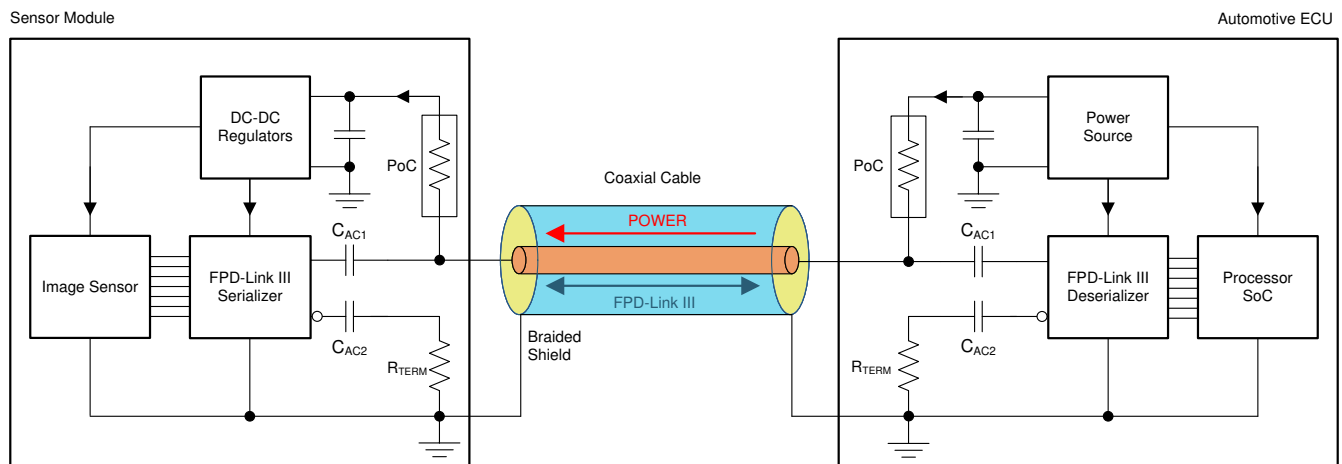 Sensor Module
Automotive ECU
DC-DC
Regulators
PoC
Image Sensor
FPD-Link III
Serializer
CAC1
CAC2
RTERM
Coaxial Cable
POWER
FPD-Link III
Braided
Shield
PoC
Power
Source
CAC1
CAC2
RTERM
FPD-Link III
Deserializer
Processor
SoC